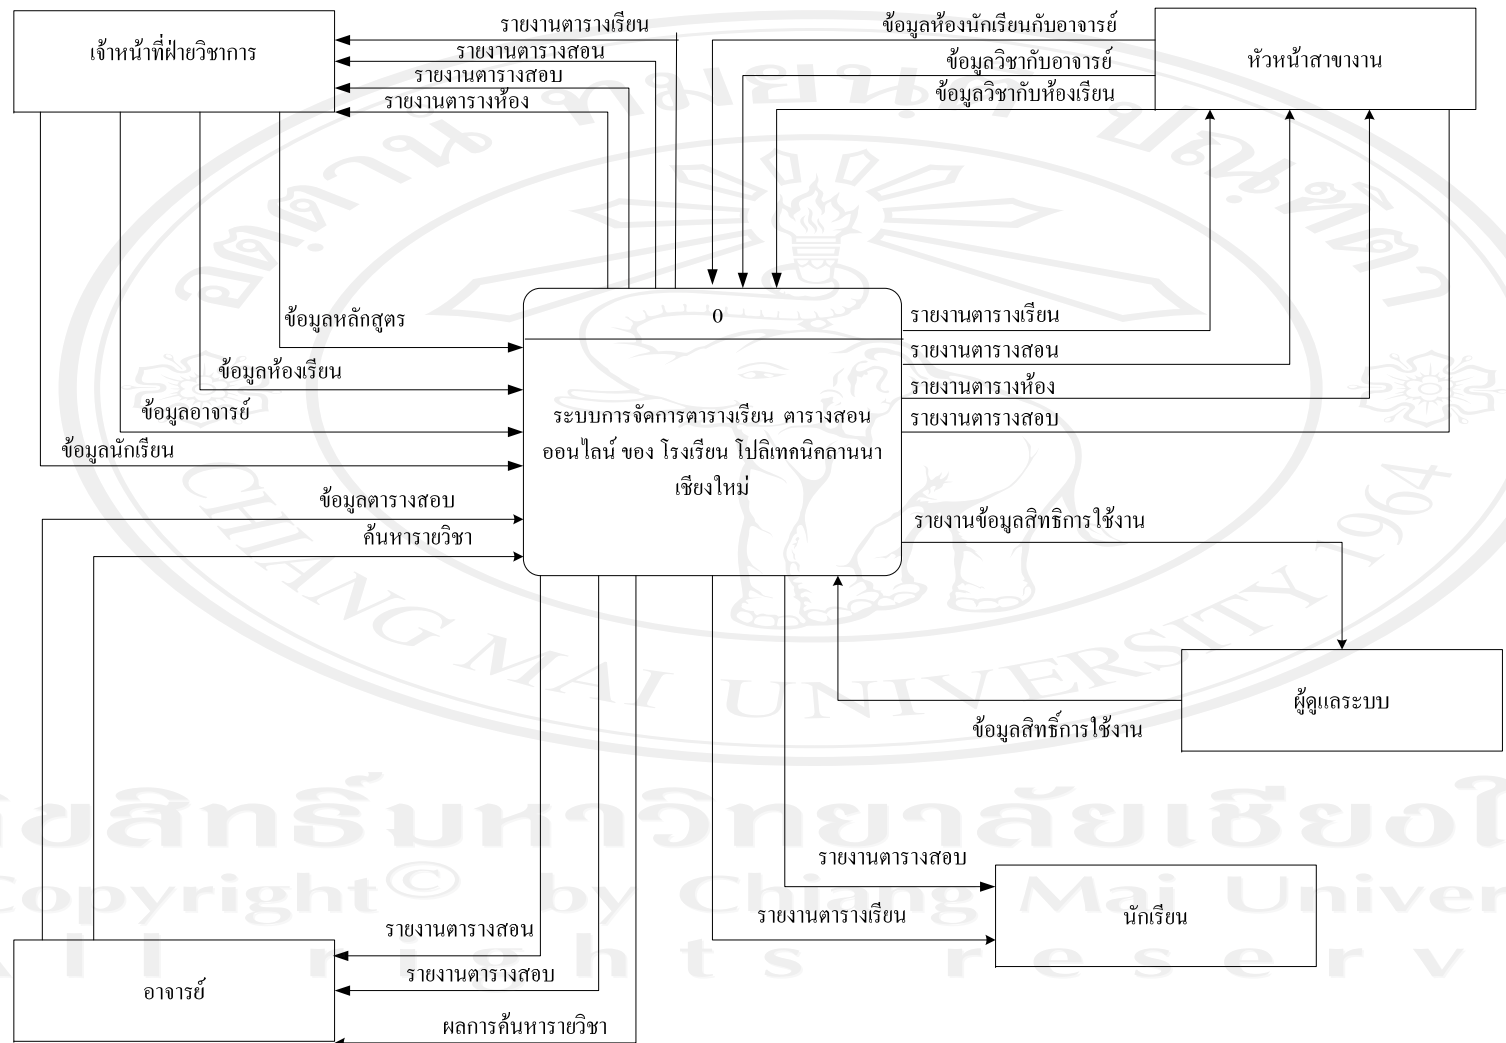 รายงานตารางเรียน
รายงานตารางสอน
รายงานตารางสอบ
รายงานตารางห้อง
เจ้าหน้าที่ฝ่ายวิชาการ
ข้อมูลห้องนักเรียนกับอาจารย์
ข้อมูลวิชากับอาจารย์
ข้อมูลวิชากับห้องเรียน
หัวหน้าสาขางาน
ข้อมูลหลักสูตร
ข้อมูลห้องเรียน
ข้อมูลอาจารย์
ข้อมูลนักเรียน
ข้อมูลตารางสอบ
ค้นหารายวิชา
0
ระบบการจัดการตารางเรียน ตารางสอน
ออนไลน์ ของ โรงเรียน โปลิเทคนิคลานนา
เชียงใหม่
รายงานตารางเรียน
รายงานตารางสอน
รายงานตารางห้อง
รายงานตารางสอบ
รายงานข้อมูลสิทธิการใช้งาน
ผู้ดูแลระบบ
ข้อมูลสิทธิ์การใช้งาน
รายงานตารางสอบ
รายงานตารางเรียน
นักเรียน
รายงานตารางสอน
รายงานตารางสอบ
ผลการค้นหารายวิชา
อาจารย์
CHIANG MAI UNIVERSITY 1964
สิทธิ์มหาวิทยาลัยเชียงใ
Copyright© by Chiang Mai Univer
All rights reserv